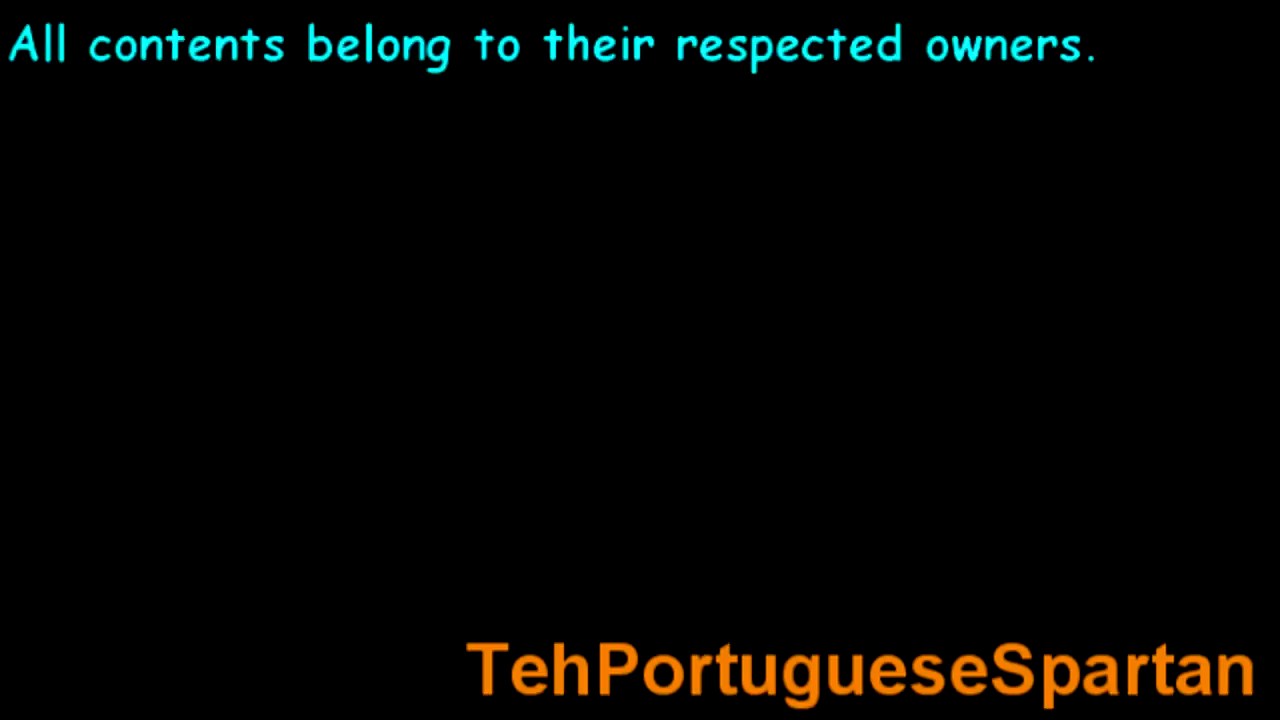 All contents belong to their respected owners.
TehPortugueseSpartan